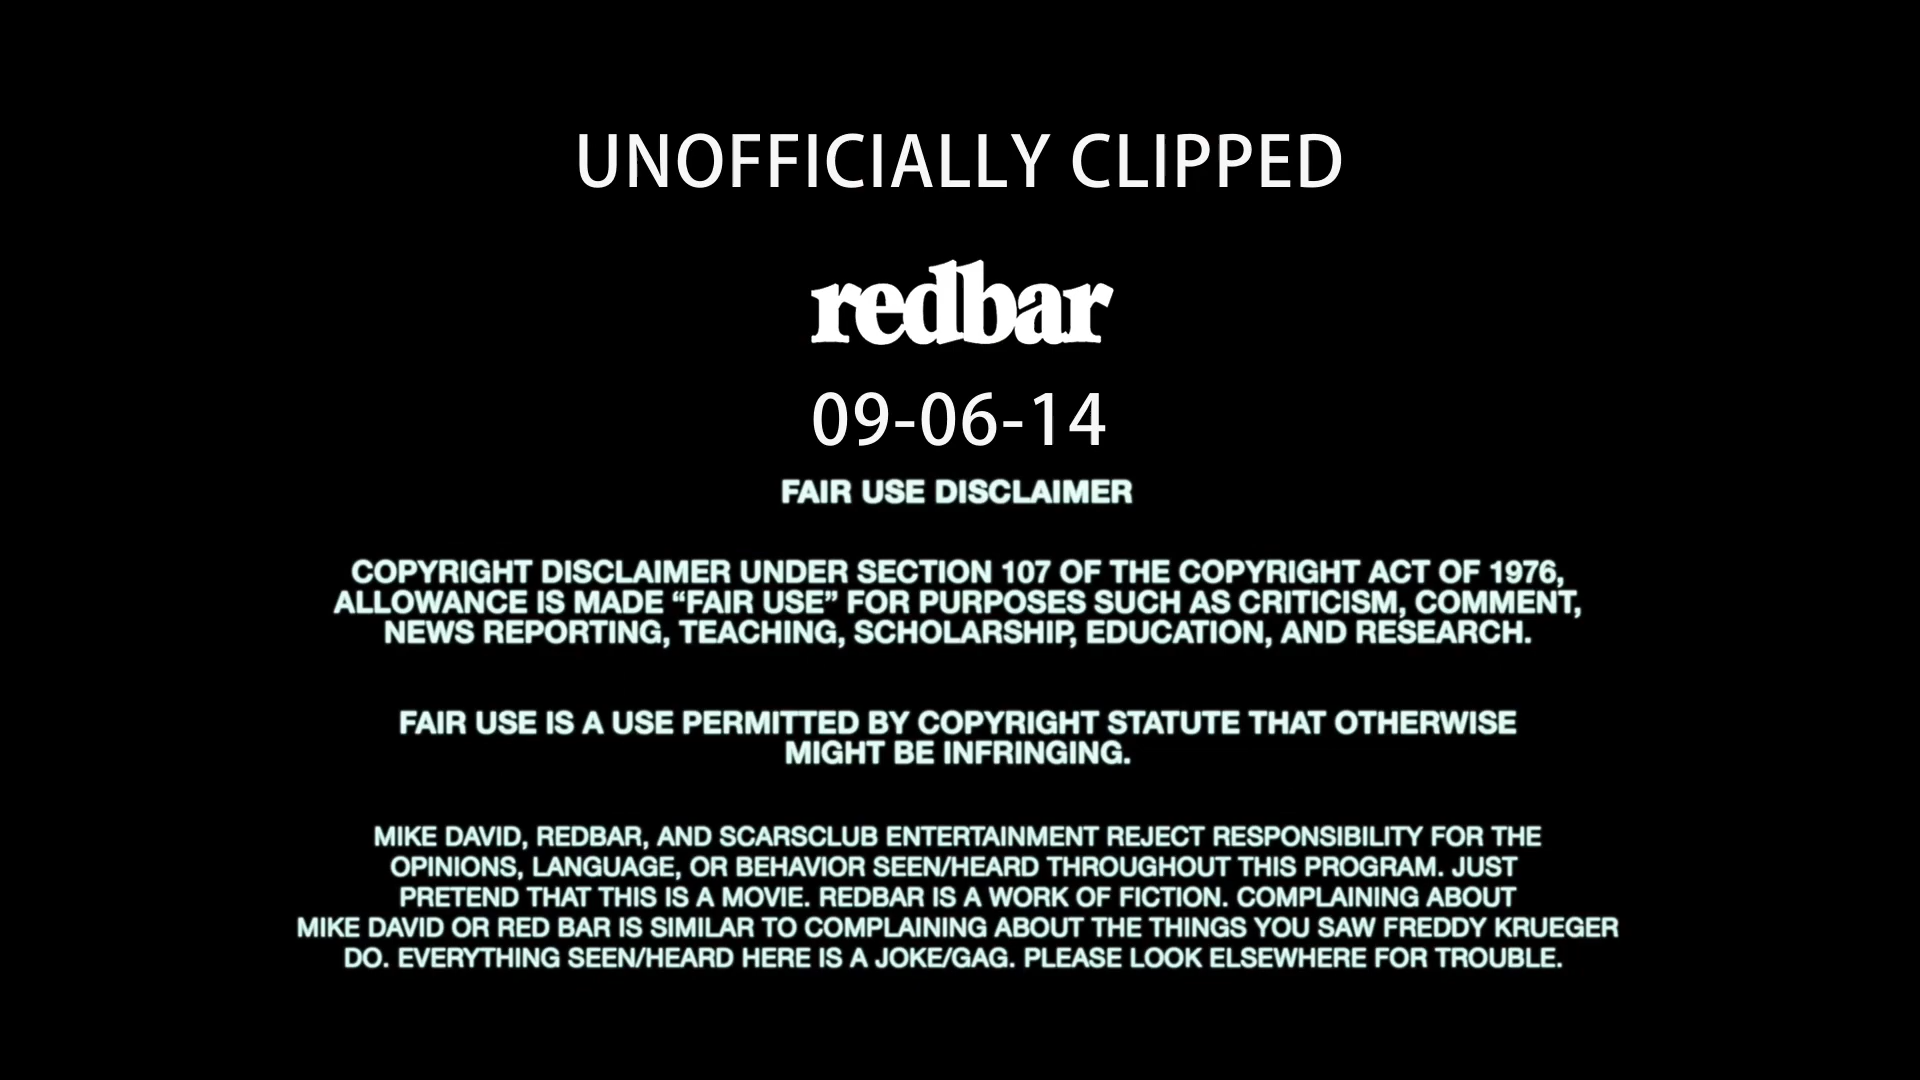 UNOFFICIALLY CLIPPED
redbar
09-06-14
FAIR USE DISCLAIMER
COPYRIGHT DISCLAIMER UNDER SECTION 107 OF THE COPYRIGHT ACT OF 1976,
ALLOWANCE IS MADE “FAIR USE” FOR PURPOSES SUCH AS CRITICISM, COMMENT,
NEWS REPORTING, TEACHING, SCHOLARSHIP, EDUCATION, AND RESEARCH.
FAIR USE IS A USE PERMITTED BY COPYRIGHT STATUTE THAT OTHERWISE
MIGHT BE INFRINGING.
MIKE DAVID, REDBAR, AND SCARSCLUB ENTERTAINMENT REJECT RESPONSIBILITY FOR THE
OPINIONS, LANGUAGE, OR BEHAVIOR SEEN/HEARD THROUGHOUT THIS PROGRAM. JUST
PRETEND THAT THIS IS A MOVIE. REDBAR IS A WORK OF FICTION. COMPLAINING ABOUT
MIKE DAVID OR RED BAR IS SIMILAR TO COMPLAINING ABOUT THE THINGS YOU SAW FREDDY KRUEGER
DO. EVERYTHING SEEN/HEARD HERE IS A JOKE/GAG. PLEASE LOOK ELSEWHERE FOR TROUBLE.